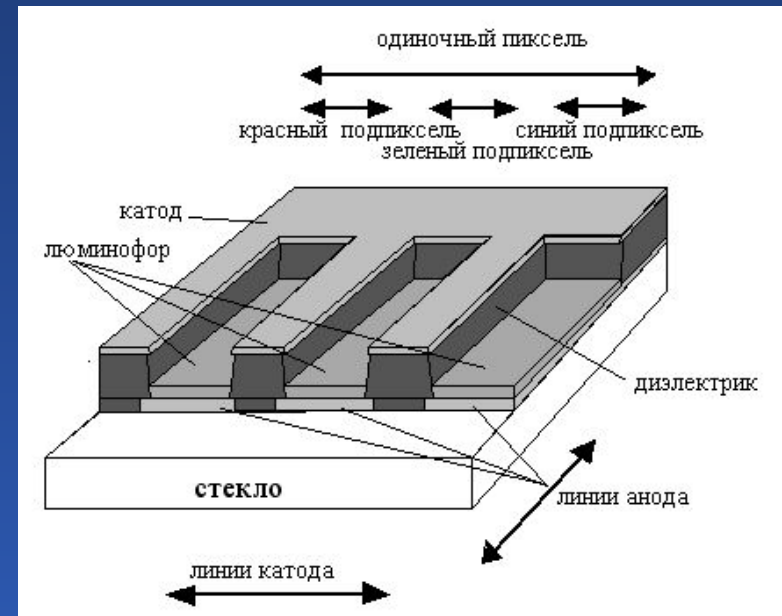 одиночный пиксель
красный подпиксель синий подпиксель
зеленый подпиксель
катод
люминофор
диэлектрик
стекло
линии анода
линии катода